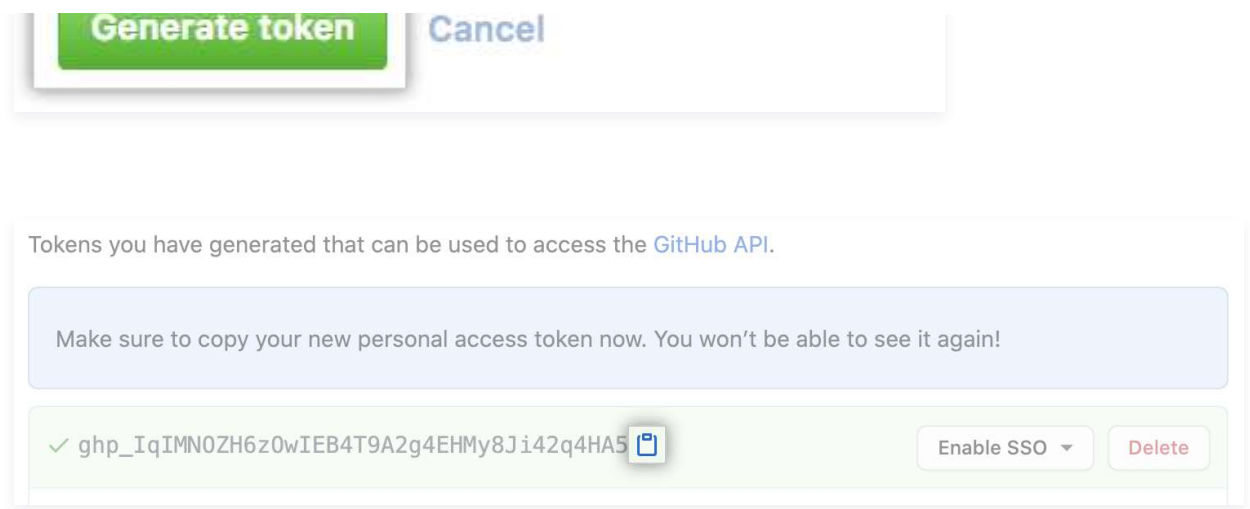 Generate token Cancel
Tokens you have generated that can be used to access the GitHub API.
Make sure to copy your new personal access token now. You won’t be able to see it again!
ghp_IqIMNOZH6z0wIEB4T9A2g4EHMy8Ji42q4HA5 Enable SSO Delete